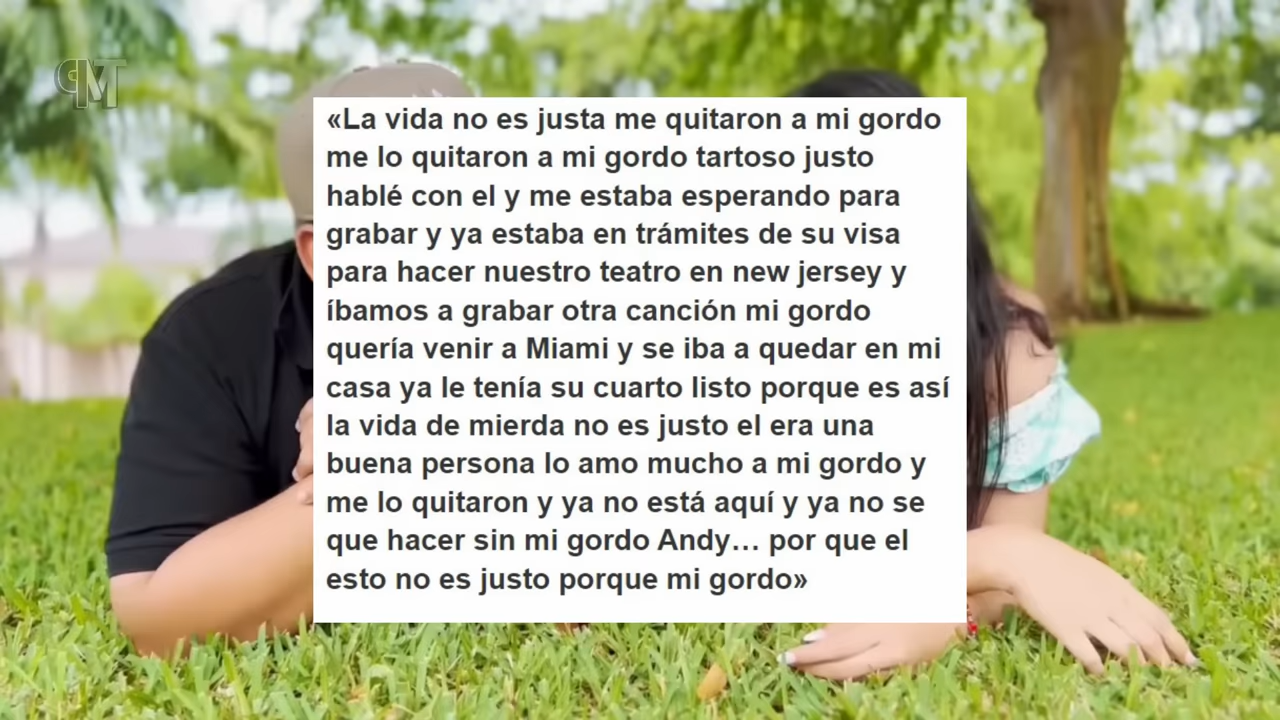 PMT
«La vida no es justa me quitaron a mi gordo
me lo quitaron a mi gordo tartoso justo
hablé con el y me estaba esperando para
grabar y ya estaba en trámites de su visa
para hacer nuestro teatro en new jersey y
íbamos a grabar otra canción mi gordo
quería venir a Miami y se iba a quedar en mi
casa ya le tenía su cuarto listo porque es así
la vida de mierda no es justo el era una
buena persona lo amo mucho a mi gordo y
me lo quitaron y ya no está aquí y ya no se
que hacer sin mi gordo Andy… por que el
esto no es justo porque mi gordo»